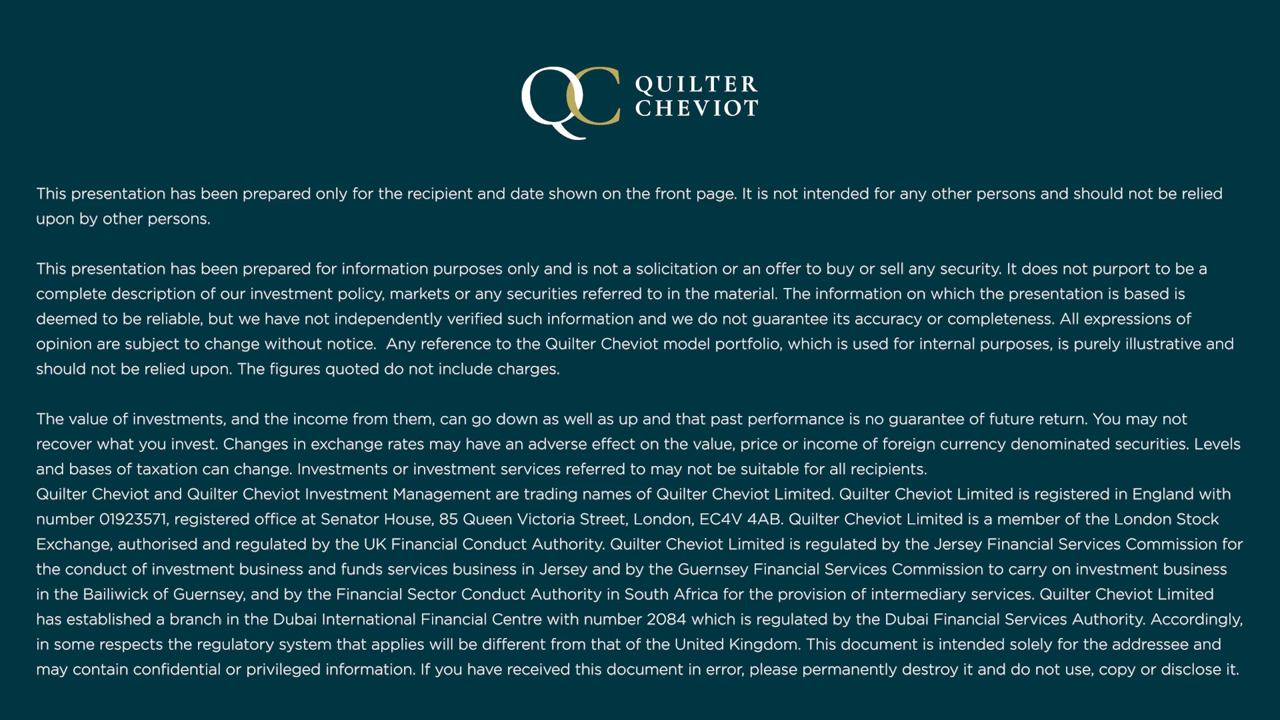 QC QUILTER
CHEVIOT
This presentation has been prepared only for the recipient and date shown on the front page. It is not intended for any other persons and should not be relied
upon by other persons.
This presentation has been prepared for information purposes only and is not a solicitation or an offer to buy or sell any security. It does not purport to be a
complete description of our investment policy, markets or any securities referred to in the material. The information on which the presentation is based is
deemed to be reliable, but we have not independently verified such information and we do not guarantee its accuracy or completeness. All expressions of
opinion are subject to change without notice.  Any reference to the Quilter Cheviot model portfolio, which is used for internal purposes, is purely illustrative and
should not be relied upon. The figures quoted do not include charges.
The value of investments, and the income from them, can go down as well as up and that past performance is no guarantee of future return. You may not
recover what you invest. Changes in exchange rates may have an adverse effect on the value, price or income of foreign currency denominated securities. Levels
and bases of taxation can change. Investments or investment services referred to may not be suitable for all recipients.
Quilter Cheviot and Quilter Cheviot Investment Management are trading names of Quilter Cheviot Limited. Quilter Cheviot Limited is registered in England with
number 01923571, registered office at Senator House, 85 Queen Victoria Street, London, EC4V 4AB. Quilter Cheviot Limited is a member of the London Stock
Exchange, authorised and regulated by the UK Financial Conduct Authority. Quilter Cheviot Limited is regulated by the Jersey Financial Services Commission for
the conduct of investment business and funds services business in Jersey and by the Guernsey Financial Services Commission to carry on investment business
in the Bailiwick of Guernsey, and by the Financial Sector Conduct Authority in South Africa for the provision of intermediary services. Quilter Cheviot Limited
has established a branch in the Dubai International Financial Centre with number 2084 which is regulated by the Dubai Financial Services Authority. Accordingly,
in some respects the regulatory system that applies will be different from that of the United Kingdom. This document is intended solely for the addressee and
may contain confidential or privileged information. If you have received this document in error, please permanently destroy it and do not use, copy or disclose it.